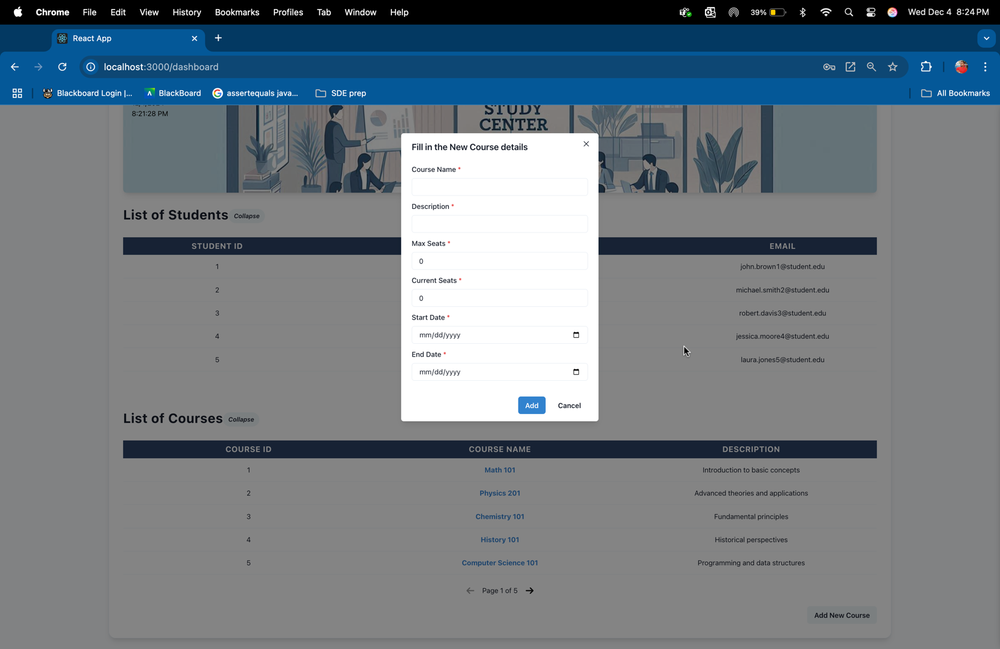 Chrome File Edit View History Bookmarks Profiles Tab Window Help 39% Wed Dec 4 8:24 PM
React App
localhost:3000/dashboard
Blackboard Login |... BlackBoard assertequals java... SDE prep All Bookmarks
8:21:28 PM
STUDY
CENTER
Fill in the New Course details
Course Name *
Description *
Max Seats *
0
Current Seats *
0
Start Date *
mm/dd/yyyy
End Date *
mm/dd/yyyy
Add Cancel
List of Students Collapse
STUDENT ID EMAIL
1 john.brown1@student.edu
2 michael.smith2@student.edu
3 robert.davis3@student.edu
4 jessica.moore4@student.edu
5 laura.jones5@student.edu
List of Courses Collapse
COURSE ID COURSE NAME DESCRIPTION
1 Math 101 Introduction to basic concepts
2 Physics 201 Advanced theories and applications
3 Chemistry 101 Fundamental principles
4 History 101 Historical perspectives
5 Computer Science 101 Programming and data structures
Page 1 of 5
Add New Course